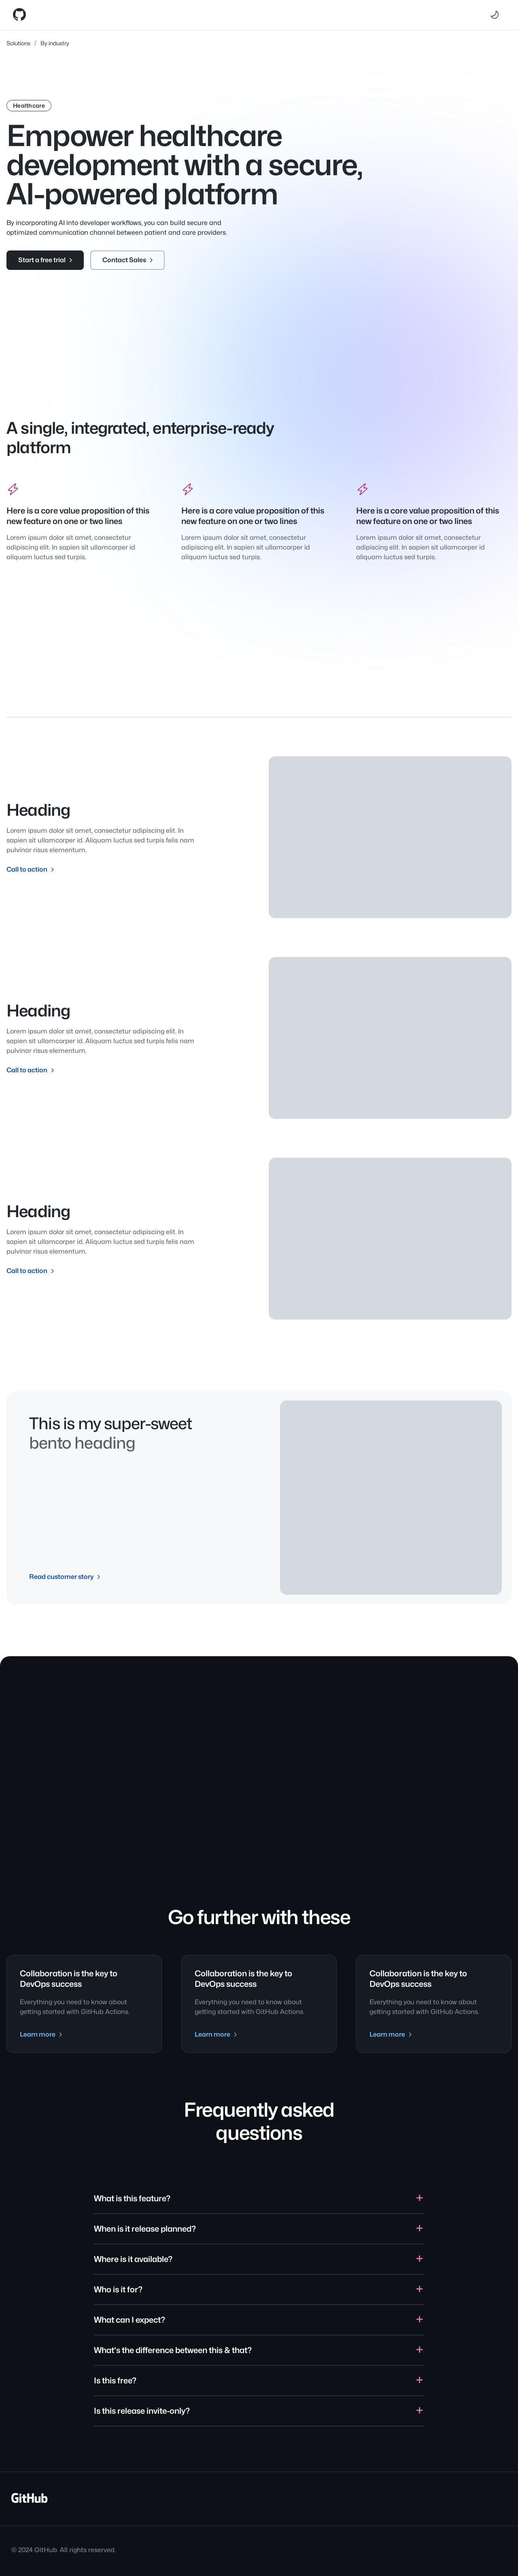 Solutions / By industry
Healthcare
Empower healthcare
development with a secure,
AI-powered platform
By incorporating AI into developer workflows, you can build secure and
optimized communication channel between patient and care providers.
Start a free trial
Contact Sales
A single, integrated, enterprise-ready
platform
Here is a core value proposition of this
new feature on one or two lines
Lorem ipsum dolor sit amet, consectetur
adipiscing elit. In sapien sit ullamcorper id
aliquam luctus sed turpis.
Here is a core value proposition of this
new feature on one or two lines
Lorem ipsum dolor sit amet, consectetur
adipiscing elit. In sapien sit ullamcorper id
aliquam luctus sed turpis.
Here is a core value proposition of this
new feature on one or two lines
Lorem ipsum dolor sit amet, consectetur
adipiscing elit. In sapien sit ullamcorper id
aliquam luctus sed turpis.
Heading
Lorem ipsum dolor sit amet, consectetur adipiscing elit. In
sapien sit ullamcorper id. Aliquam luctus sed turpis felis nam
pulvinar risus elementum.
Call to action
Heading
Lorem ipsum dolor sit amet, consectetur adipiscing elit. In
sapien sit ullamcorper id. Aliquam luctus sed turpis felis nam
pulvinar risus elementum.
Call to action
Heading
Lorem ipsum dolor sit amet, consectetur adipiscing elit. In
sapien sit ullamcorper id. Aliquam luctus sed turpis felis nam
pulvinar risus elementum.
Call to action
This is my super-sweet
bento heading
Read customer story
Go further with these
Collaboration is the key to
DevOps success
Everything you need to know about
getting started with GitHub Actions.
Learn more
Collaboration is the key to
DevOps success
Everything you need to know about
getting started with GitHub Actions.
Learn more
Collaboration is the key to
DevOps success
Everything you need to know about
getting started with GitHub Actions.
Learn more
Frequently asked
questions
What is this feature?
When is it release planned?
Where is it available?
Who is it for?
What can I expect?
What's the difference between this & that?
Is this free?
Is this release invite-only?
GitHub
© 2024 GitHub. All rights reserved.